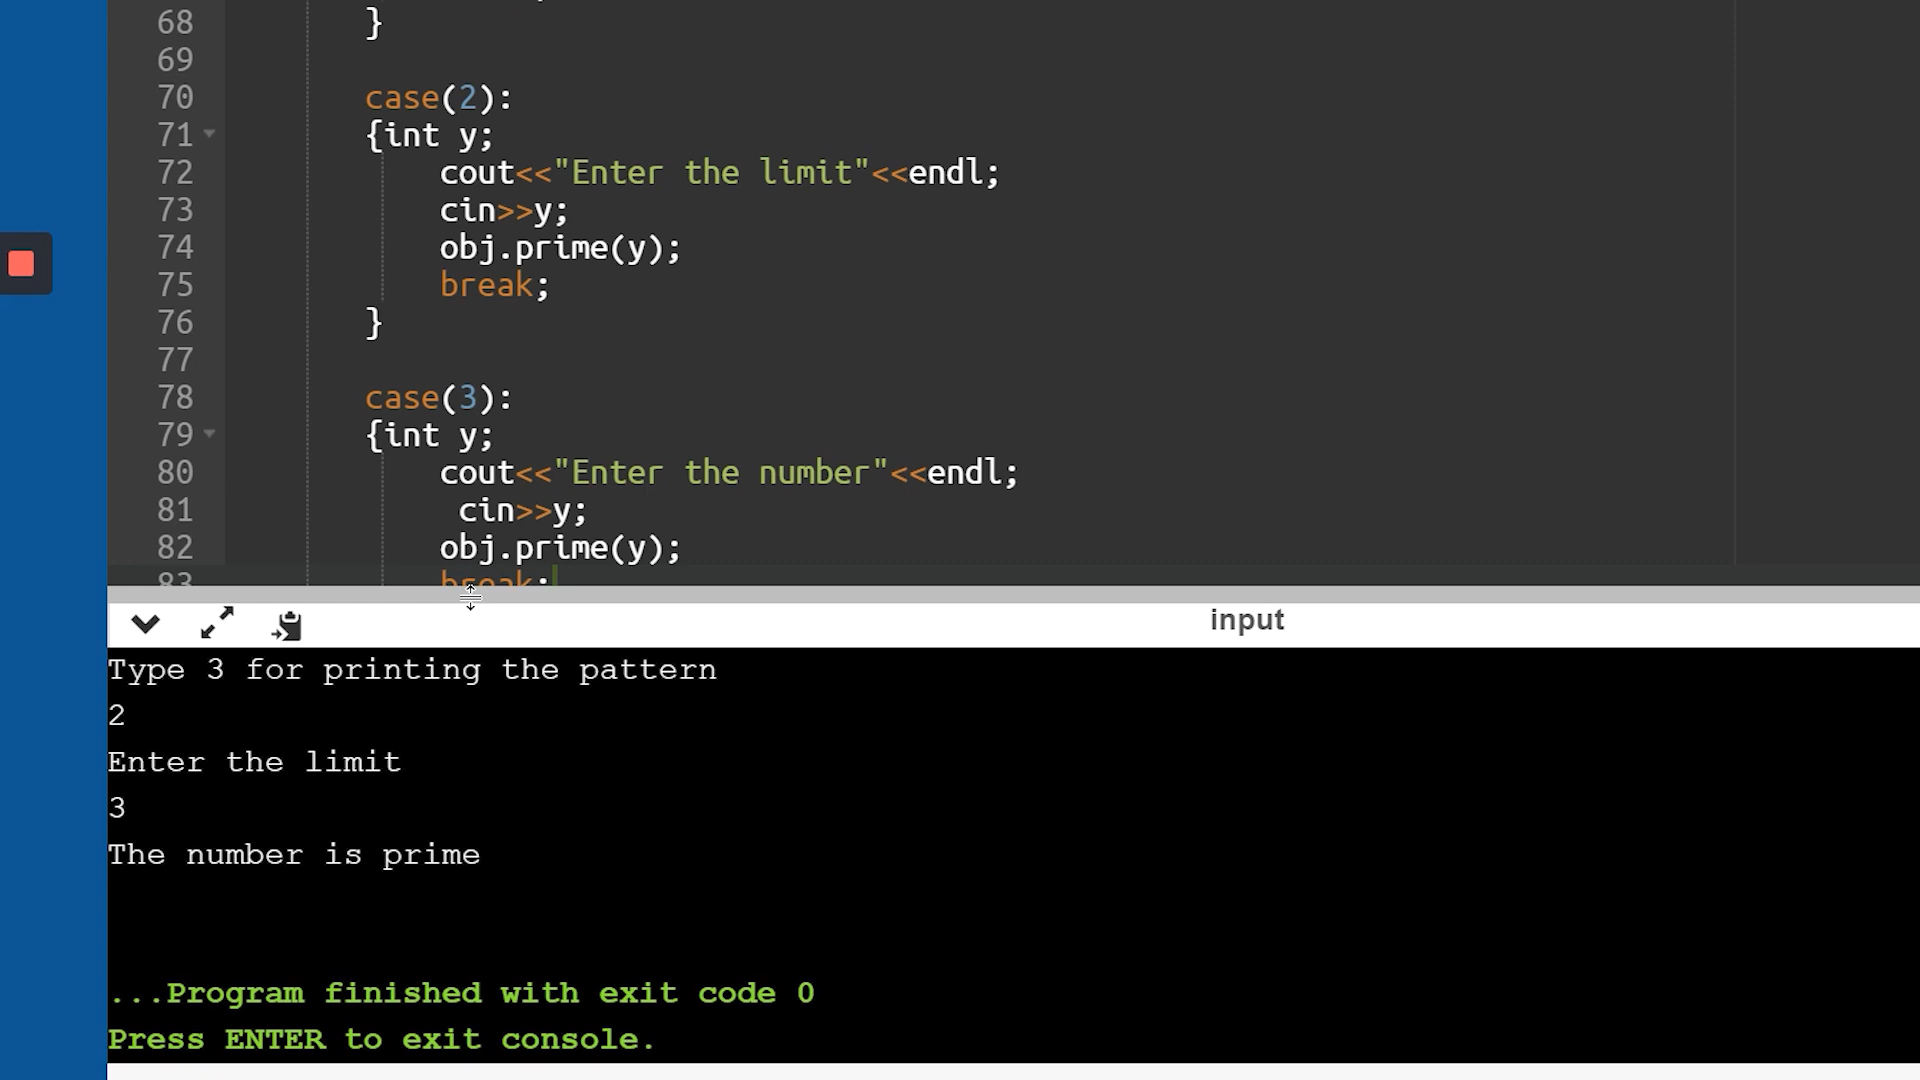 68 }
69
70 case(2):
71 {int y;
72 cout<<"Enter the limit"<<endl;
73 cin>>y;
74 obj.prime(y);
75 break;
76 }
77
78 case(3):
79 {int y;
80 cout<<"Enter the number"<<endl;
81 cin>>y;
82 obj.prime(y);
83 break;
input
Type 3 for printing the pattern
2
Enter the limit
3
The number is prime
...Program finished with exit code 0
Press ENTER to exit console.